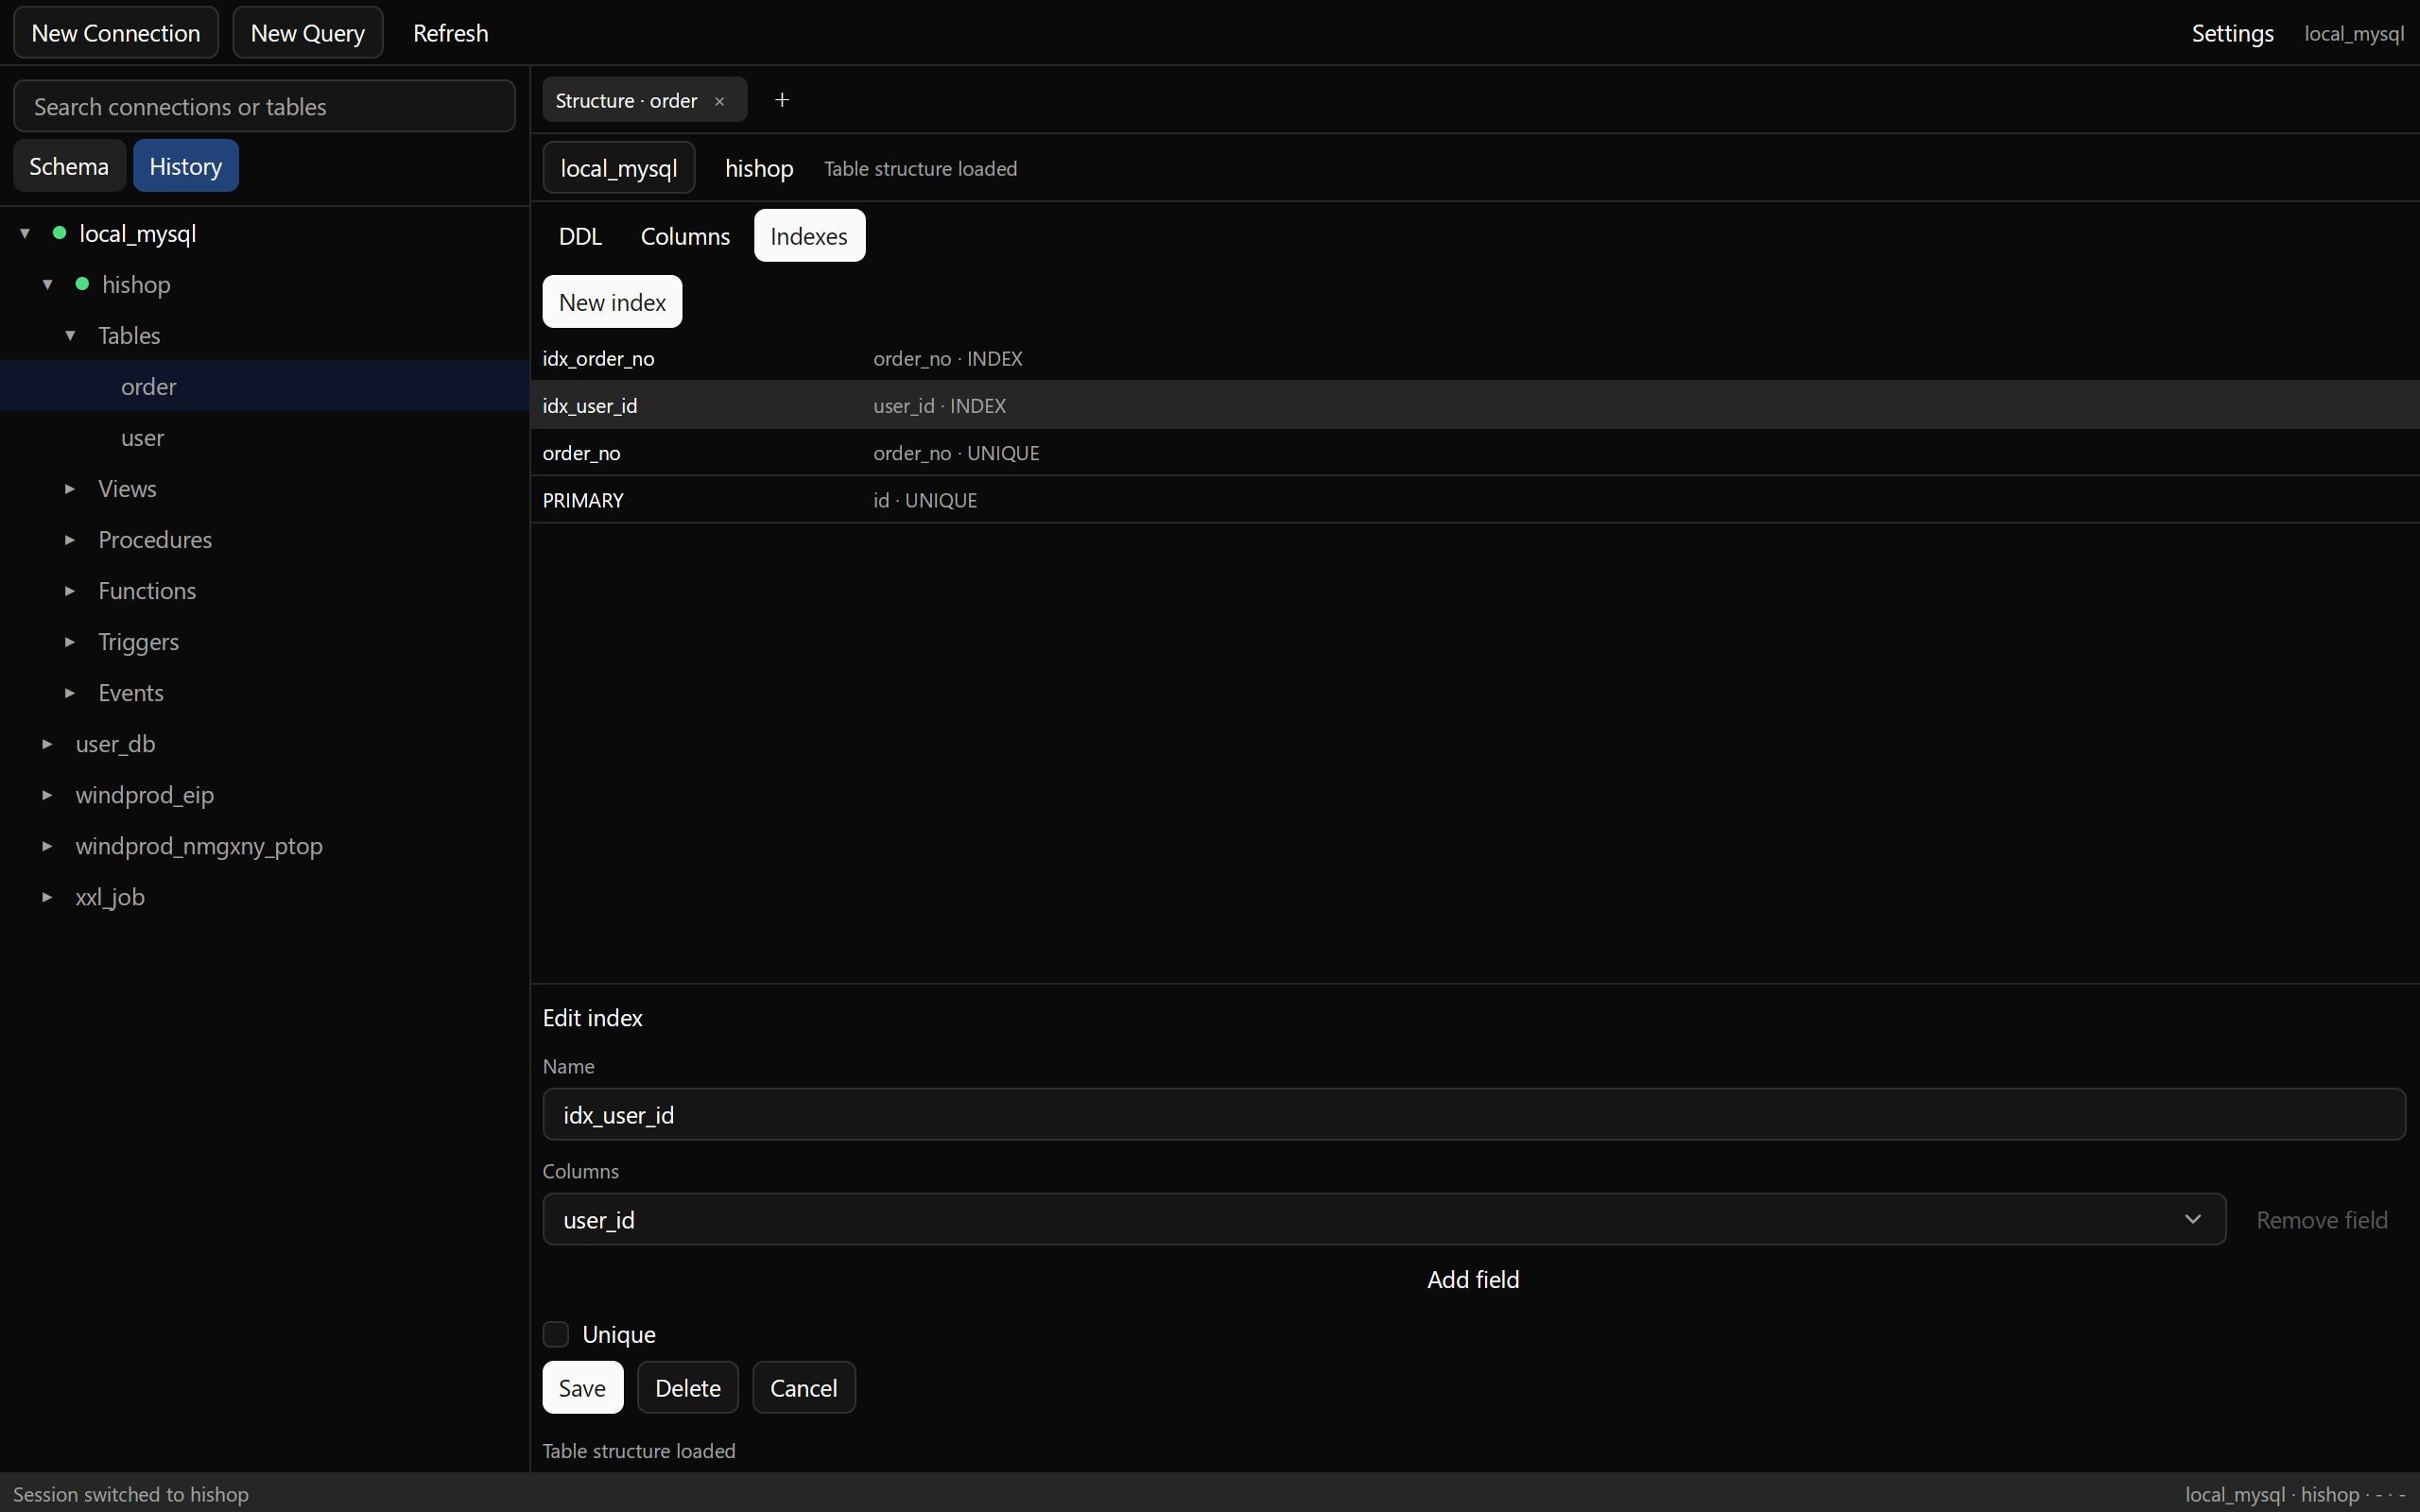 New Connection New Query Refresh Settings local_mysql
Search connections or tables
Schema History
local_mysql
hishop
Tables
order
user
Views
Procedures
Functions
Triggers
Events
user_db
windprod_eip
windprod_nmgxny_ptop
xxl_job
Structure · order × +
local_mysql hishop Table structure loaded
DDL Columns Indexes
New index
idx_order_no order_no · INDEX
idx_user_id user_id · INDEX
order_no order_no · UNIQUE
PRIMARY id · UNIQUE
Edit index
Name
idx_user_id
Columns
user_id Remove field
Add field
Unique
Save Delete Cancel
Table structure loaded
Session switched to hishop local_mysql · hishop · - · -